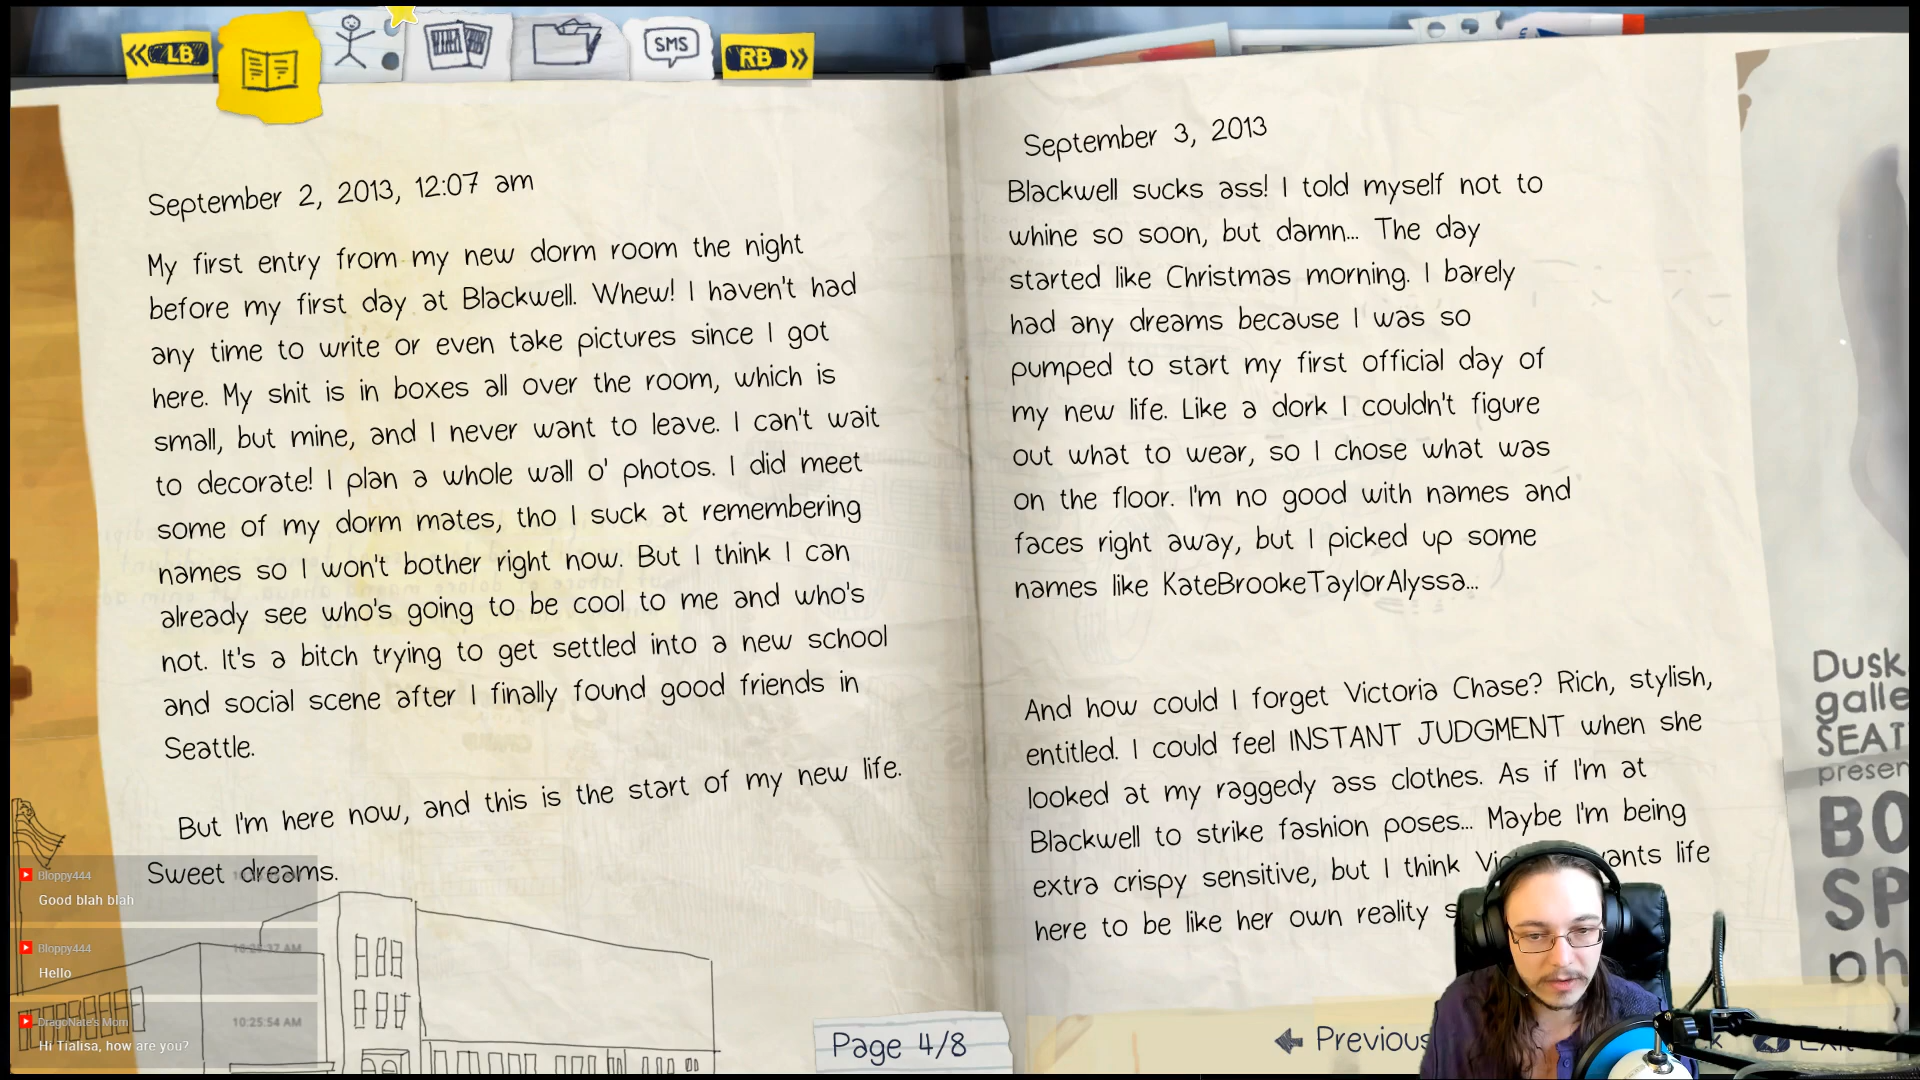 LB
SMS
RB
September 2, 2013, 12:07 am
My first entry from my new dorm room the night
before my first day at Blackwell. Whew! I haven't had
any time to write or even take pictures since I got
here. My shit is in boxes all over the room, which is
small, but mine, and I never want to leave. I can't wait
to decorate! I plan a whole wall o' photos. I did meet
some of my dorm mates, tho I suck at remembering
names so I won't bother right now. But I think I can
already see who's going to be cool to me and who's
not. It's a bitch trying to get settled into a new school
and social scene after I finally found good friends in
Seattle.
But I'm here now, and this is the start of my new life.
Sweet dreams.
September 3, 2013
Blackwell sucks ass! I told myself not to
whine so soon, but damn... The day
started like Christmas morning. I barely
had any dreams because I was so
pumped to start my first official day of
my new life. Like a dork I couldn't figure
out what to wear, so I chose what was
on the floor. I'm no good with names and
faces right away, but I picked up some
names like KateBrookeTaylorAlyssa...
And how could I forget Victoria Chase? Rich, stylish,
entitled. I could feel INSTANT JUDGMENT when she
looked at my raggedy ass clothes. As if I'm at
Blackwell to strike fashion poses... Maybe I'm being
extra crispy sensitive, but I think wants life
here to be like her own reality
Dusk
galle
SEAT
presen
BO
SP
ph
Bloppy444
Good blah blah
Bloppy444
Hello
DragoNate's Mom 10:25:54 AM
Hi Tialisa, how are you?
Page 4/8
Previous
Exit